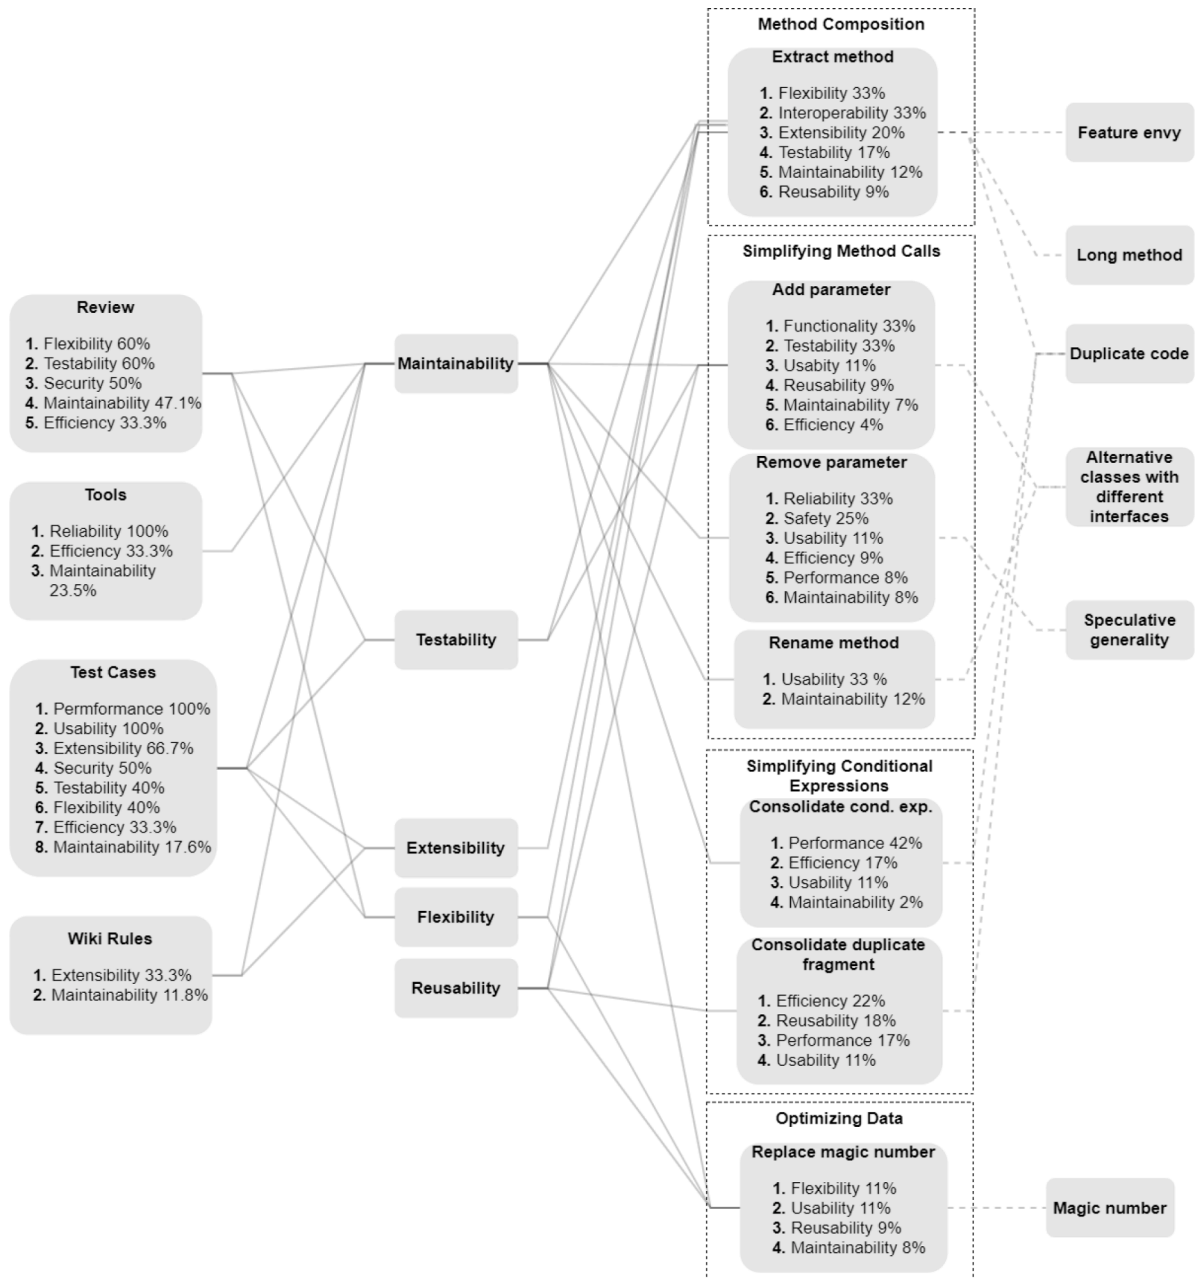 Review
1. Flexibility 60%
2. Testability 60%
3. Security 50%
4. Maintainability 47.1%
5. Efficiency 33.3%
Tools
1. Reliability 100%
2. Efficiency 33.3%
3. Maintainability
23.5%
Test Cases
1. Permformance 100%
2. Usability 100%
3. Extensibility 66.7%
4. Security 50%
5. Testability 40%
6. Flexibility 40%
7. Efficiency 33.3%
8. Maintainability 17.6%
Wiki Rules
1. Extensibility 33.3%
2. Maintainability 11.8%
Maintainability
Testability
Extensibility
Flexibility
Reusability
Method Composition
Extract method
1. Flexibility 33%
2. Interoperability 33%
3. Extensibility 20%
4. Testability 17%
5. Maintainability 12%
6. Reusability 9%
Simplifying Method Calls
Add parameter
1. Functionality 33%
2. Testability 33%
3. Usabity 11%
4. Reusability 9%
5. Maintainability 7%
6. Efficiency 4%
Remove parameter
1. Reliability 33%
2. Safety 25%
3. Usability 11%
4. Efficiency 9%
5. Performance 8%
6. Maintainability 8%
Rename method
1. Usability 33 %
2. Maintainability 12%
Simplifying Conditional
Expressions
Consolidate cond. exp.
1. Performance 42%
2. Efficiency 17%
3. Usability 11%
4. Maintainability 2%
Consolidate duplicate
fragment
1. Efficiency 22%
2. Reusability 18%
3. Performance 17%
4. Usability 11%
Optimizing Data
Replace magic number
1. Flexibility 11%
2. Usability 11%
3. Reusability 9%
4. Maintainability 8%
Feature envy
Long method
Duplicate code
Alternative
classes with
different
interfaces
Speculative
generality
Magic number